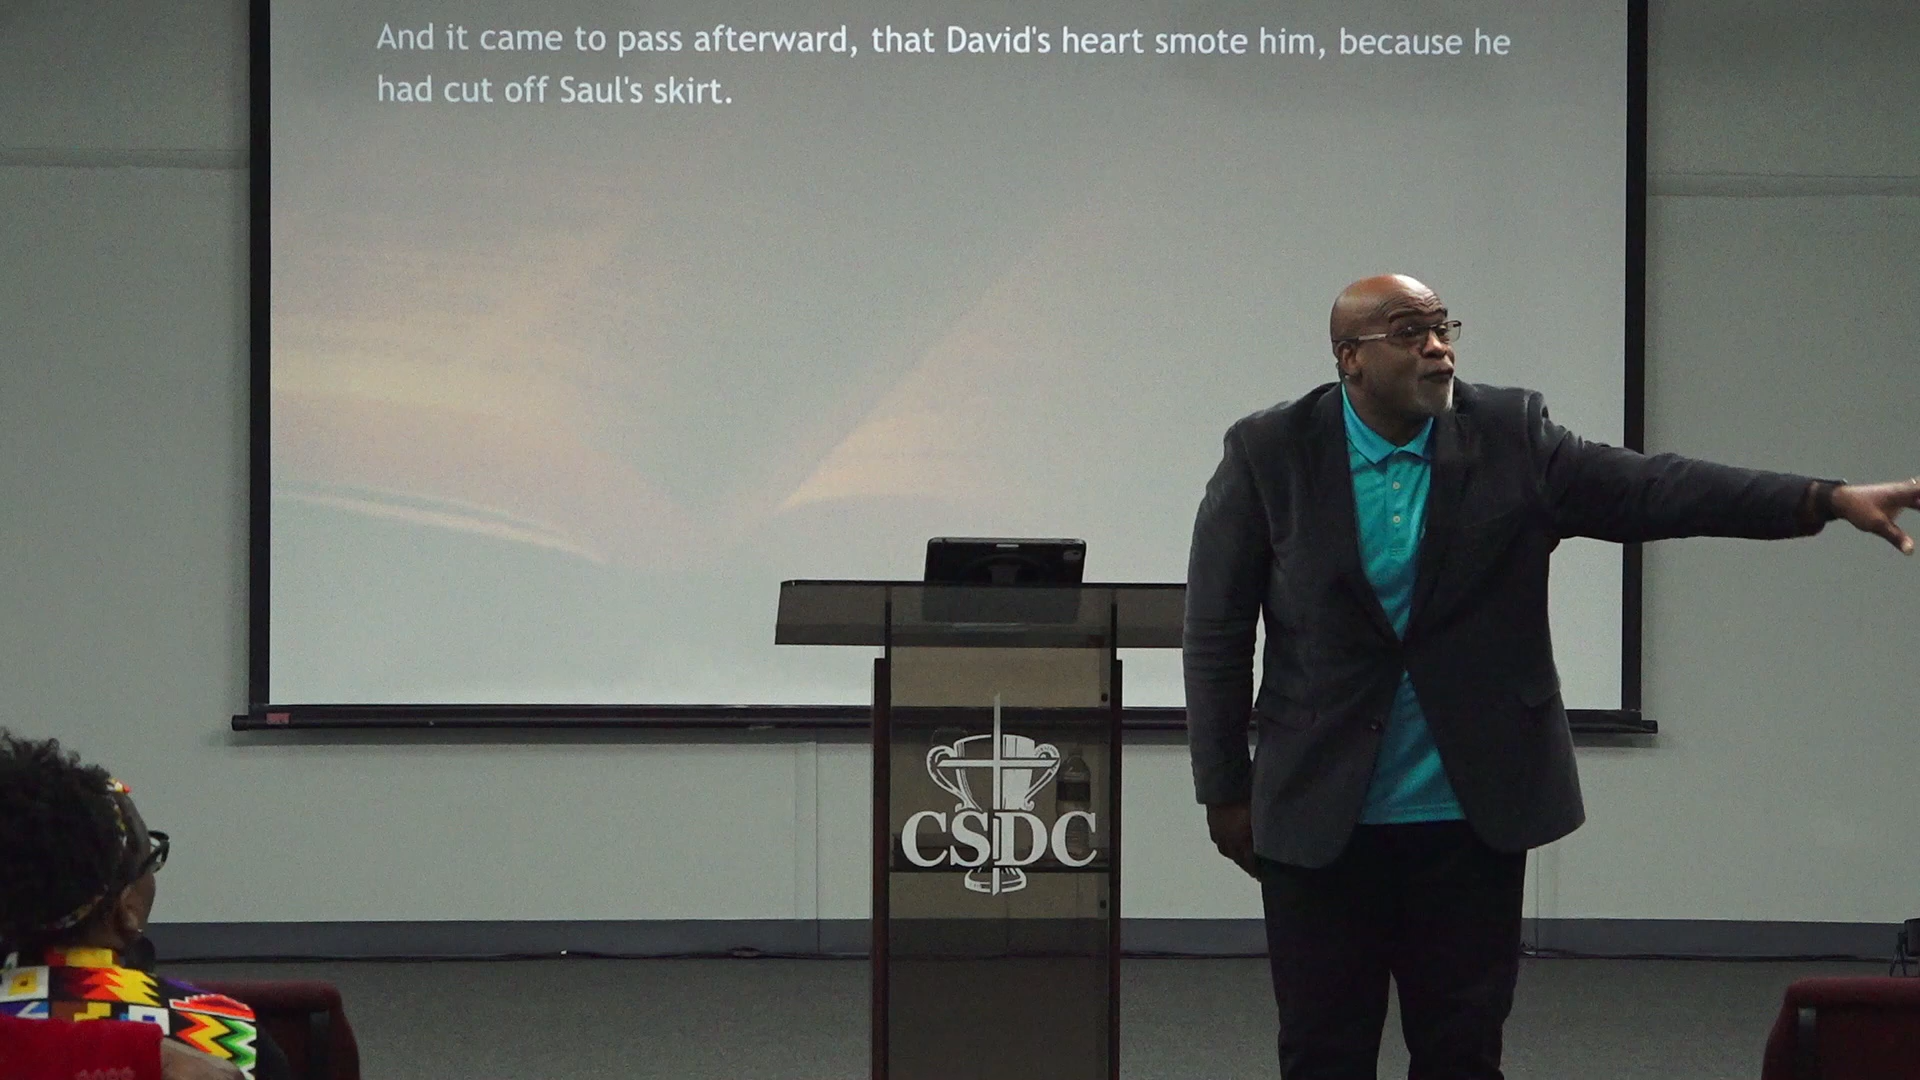 And it came to pass afterward, that David's heart smote him, because he
had cut off Saul's skirt.
CSDC